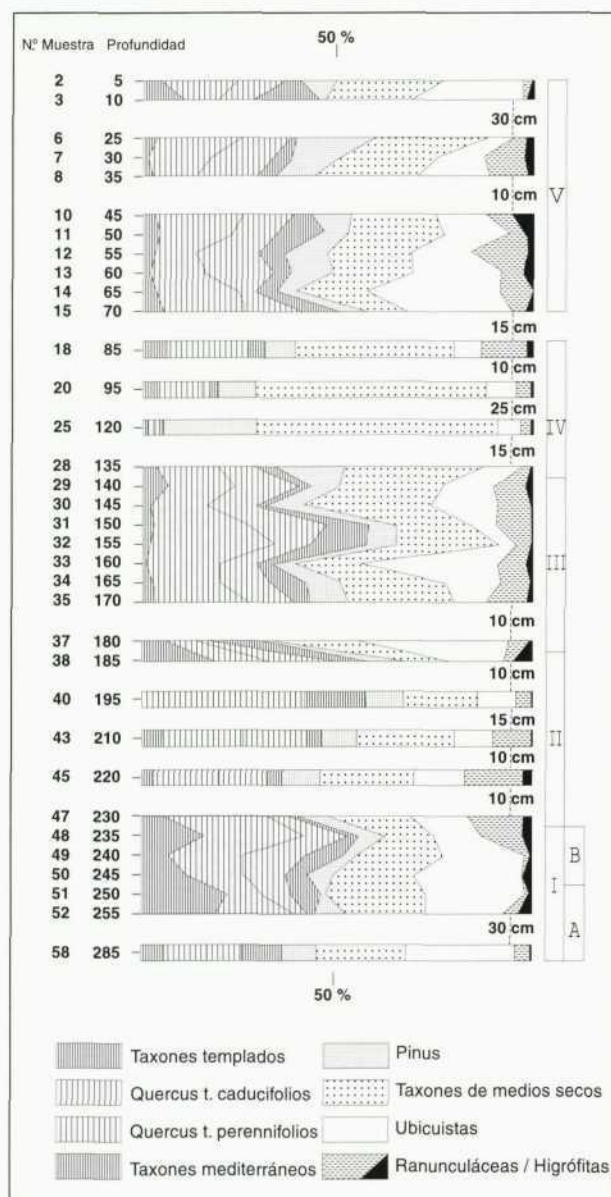 50 %
N.º Muestra Profundidad
2 5
3 10
30 cm
6 25
7 30
8 35
10 cm
V
10 45
11 50
12 55
13 60
14 65
15 70
15 cm
18 85
10 cm
20 95
25 cm
25 120
IV
15 cm
28 135
29 140
30 145
31 150
32 155
33 160
III
34 165
35 170
10 cm
37 180
38 185
10 cm
40 195
15 cm
43 210
II
10 cm
45 220
10 cm
47 230
48 235
49 240
B
50 245
51 250
I
52 255
30 cm
A
58 285
50 %
Taxones templados
Pinus
Quercus t. caducifolios
Taxones de medios secos
Quercus t. perennifolios
Ubicuistas
Taxones mediterráneos
Ranunculáceas / Higrófitas